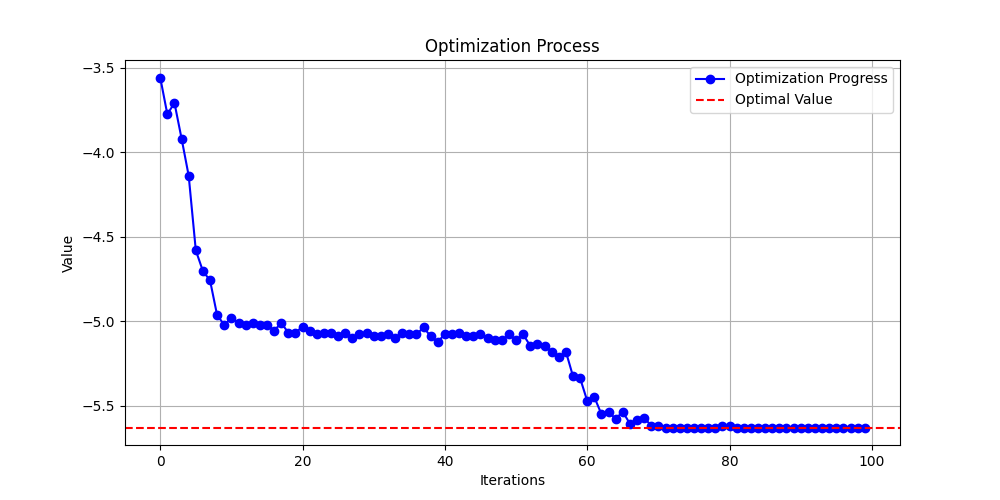 Optimization Process
Optimization Progress
Optimal Value
−3.5
−4.0
−4.5
−5.0
−5.5
Value
0 20 40 60 80 100
Iterations